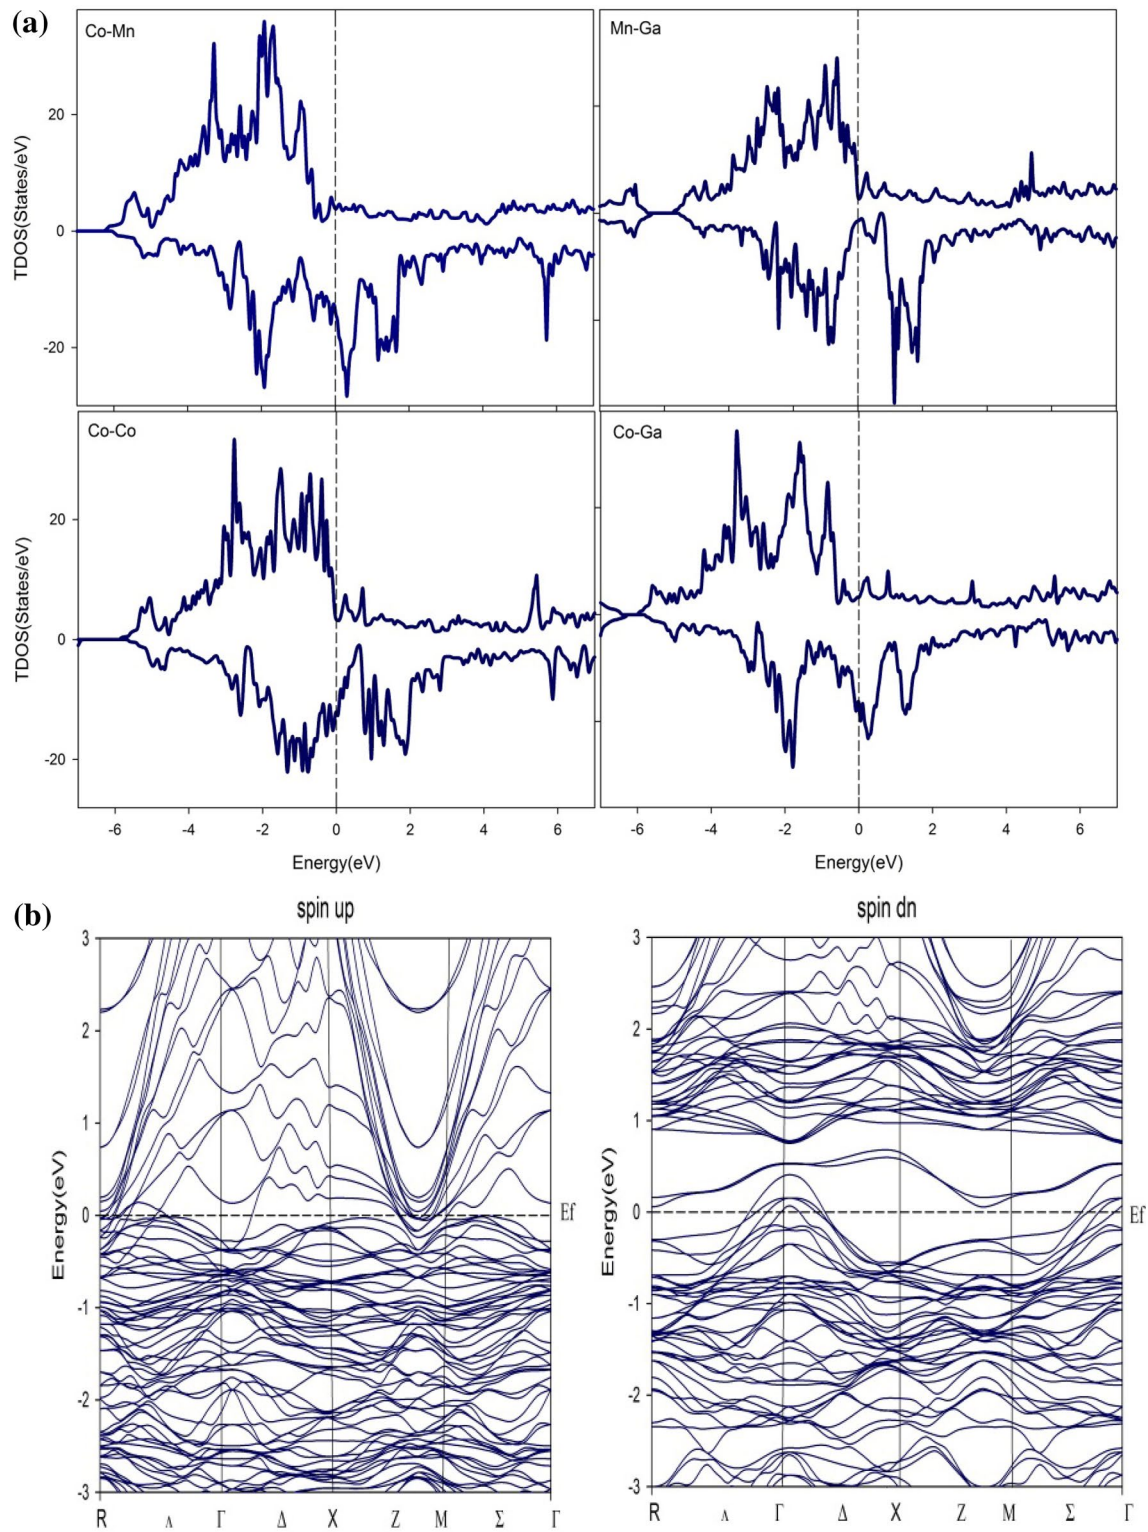 (a)
Co-Mn
Mn-Ga
TDOS(States/eV)
20
0
-20
Co-Co
Co-Ga
TDOS(States/eV)
20
0
-20
-6 -4 -2 0 2 4 6
-6 -4 -2 0 2 4 6
Energy(eV)
Energy(eV)
(b)
spin up
spin dn
Energy(eV)
3
2
1
0
-1
-2
-3
Ef
R Λ Γ Δ X Z M Σ Γ
Energy(eV)
3
2
1
0
-1
-2
-3
Ef
R Λ Γ Δ X Z M Σ Γ